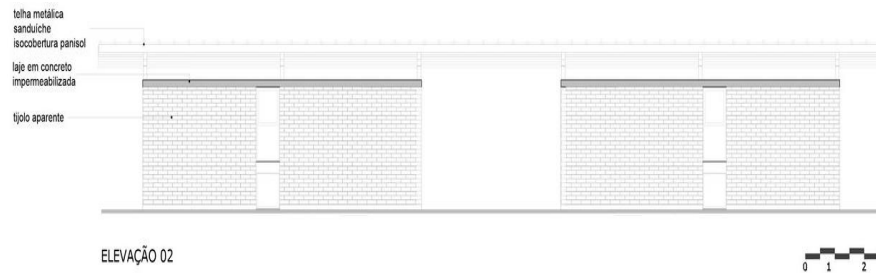 telha metálica
sanduíche
isocobertura panisol
laje em concreto
impermeabilizada
tijolo aparente
ELEVAÇÃO 02
0 1 2